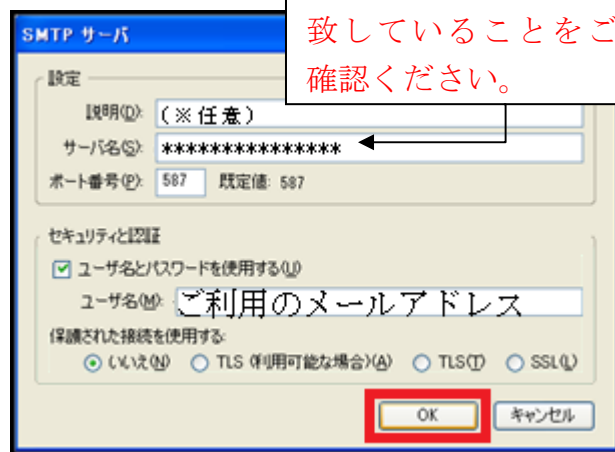 SMTP サーバ
致していることをご
確認ください。
設定
説明(D): (※任意)
サーバ名(S): ***************
ポート番号(P): 587 既定値: 587
セキュリティと認証
ユーザ名とパスワードを使用する(U)
ユーザ名(M): ご利用のメールアドレス
保護された接続を使用する:
いいえ(N) TLS (利用可能な場合)(A) TLS(T) SSL(L)
OK キャンセル